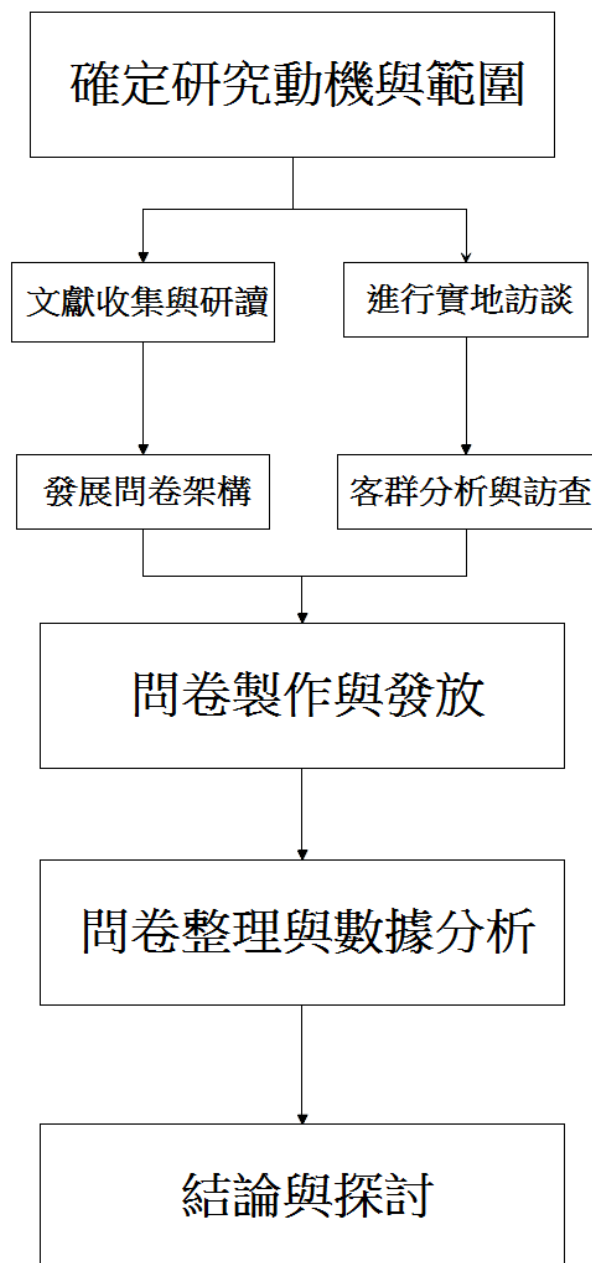 確定研究動機與範圍
文獻收集與研讀
進行實地訪談
發展問卷架構
客群分析與訪查
問卷製作與發放
問卷整理與數據分析
結論與探討